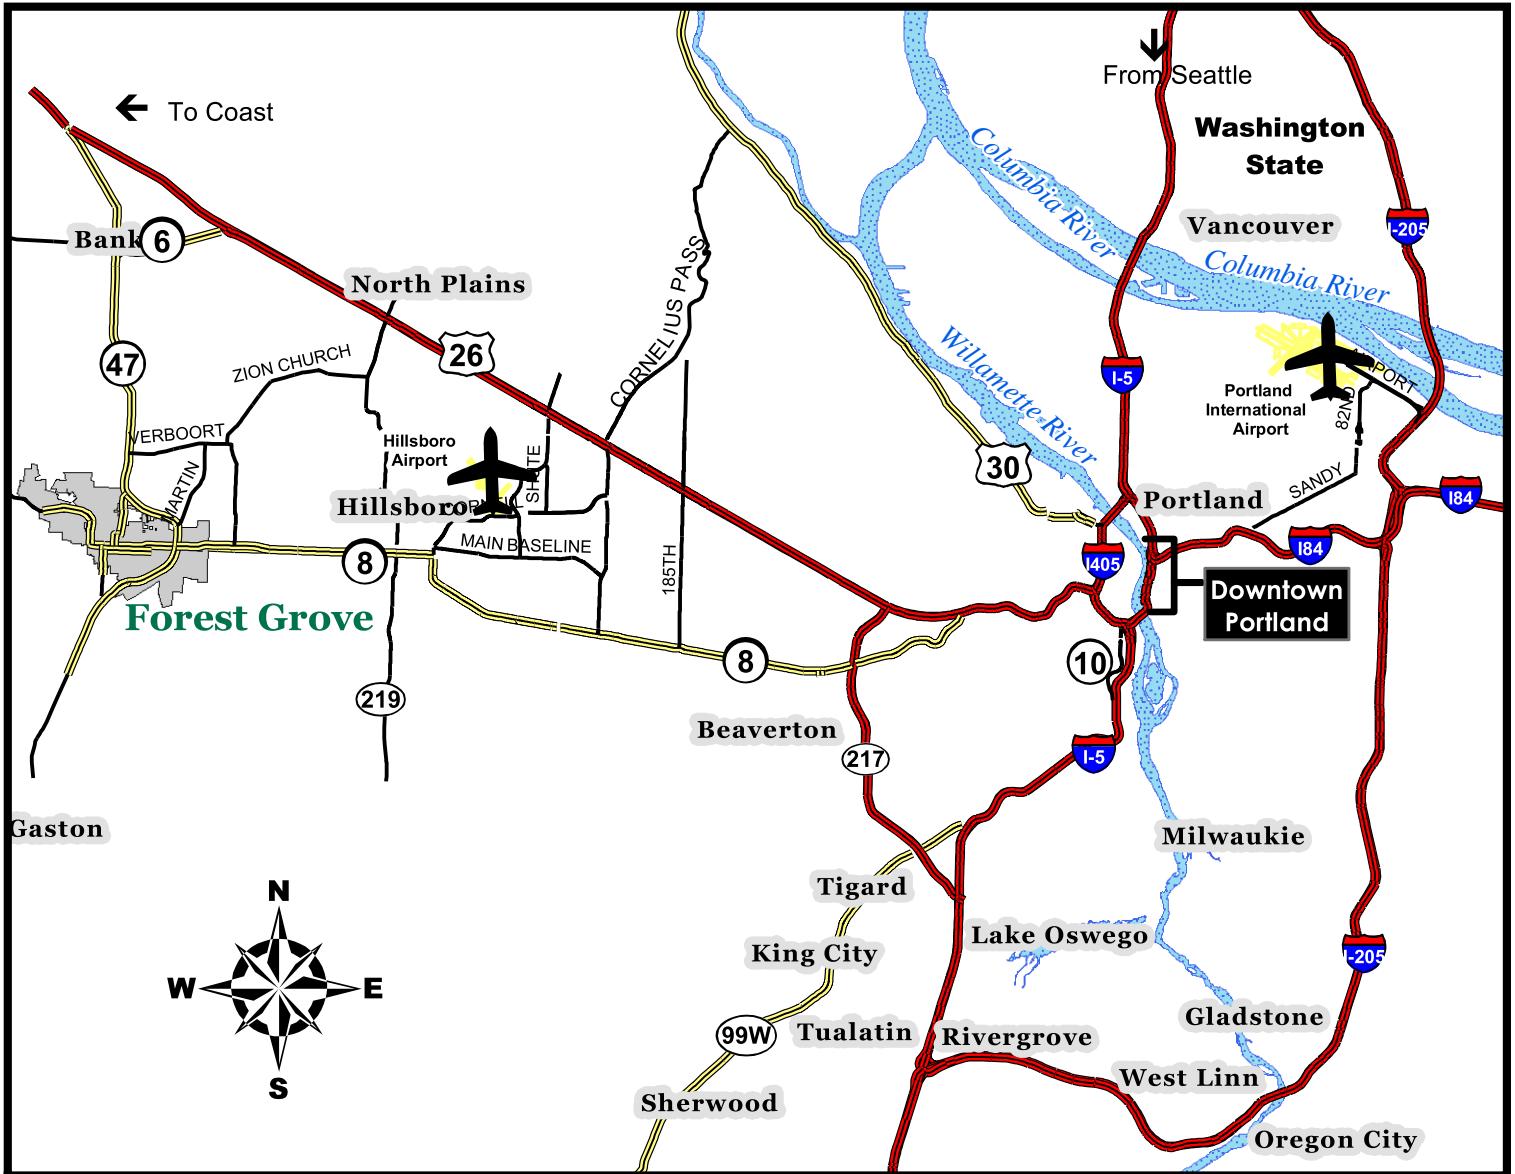 From Seattle
To Coast
Washington
State
Columbia River
Vancouver
I-205
Bank
6
Columbia River
North Plains
CORNELIUS PASS
26
47
ZION CHURCH
Willamette River
I-5
AIRPORT
Portland
International
Airport
82ND
VERBOORT
Hillsboro
Airport
SHUTE
30
MARTIN
SANDY
I84
Hillsboro
Portland
MAIN BASELINE
I84
8
I405
185TH
Downtown
Portland
Forest Grove
8
10
219
Beaverton
217
I-5
Gaston
Milwaukie
Tigard
N
Lake Oswego
King City
I-205
W
E
Gladstone
99W
Tualatin
Rivergrove
S
West Linn
Sherwood
Oregon City